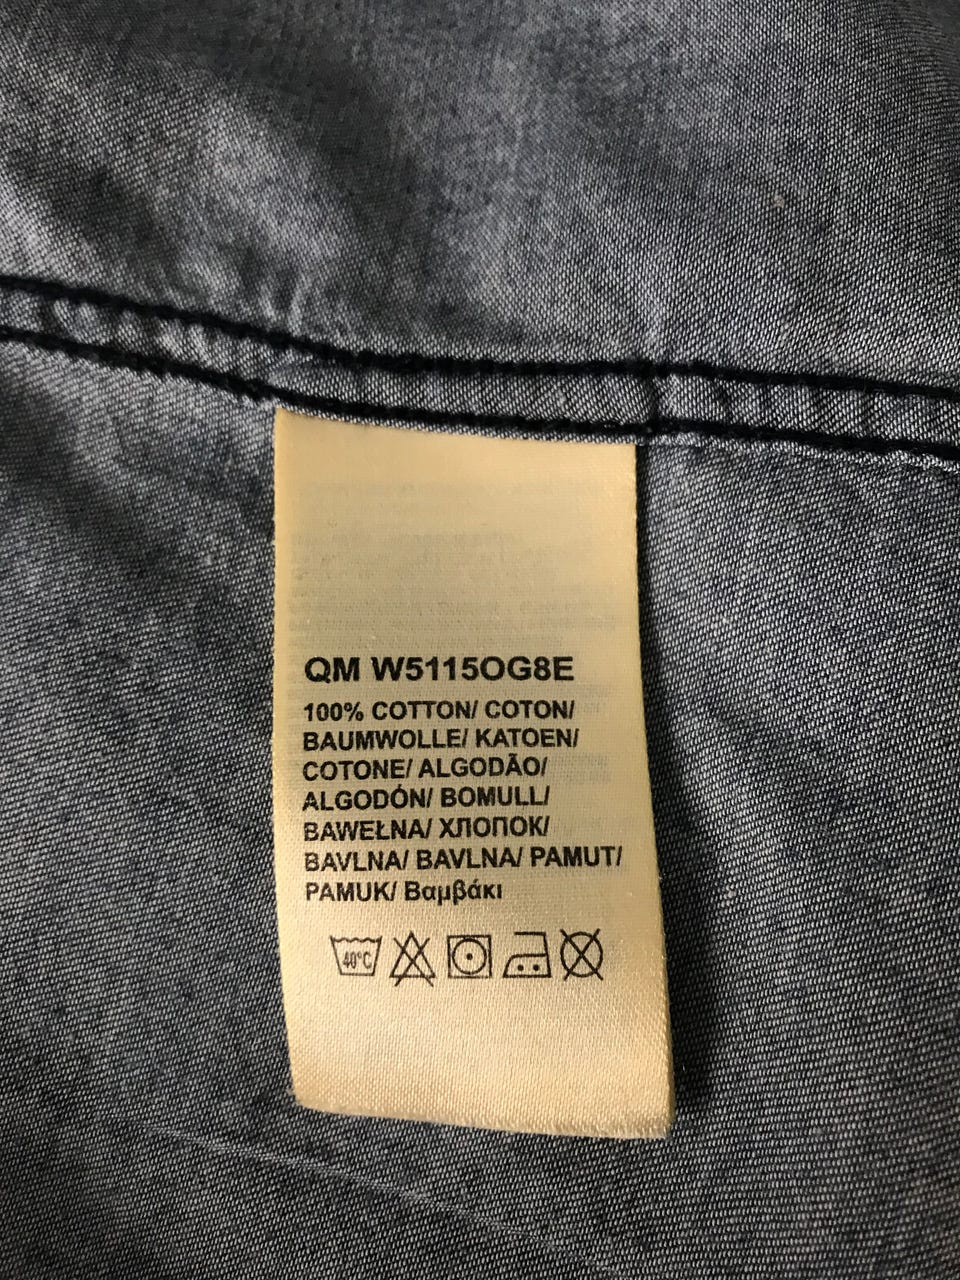 QM W5115OG8E
100% COTTON/ COTON/
BAUMWOLLE/ KATOEN/
COTONE/ ALGODÃO/
ALGODÓN/ BOMULL/
BAWEŁNA/ ХЛОПОК/
BAVLNA/ BAVLNA/ PAMUT/
PAMUK/ Βαμβάκι
40°C